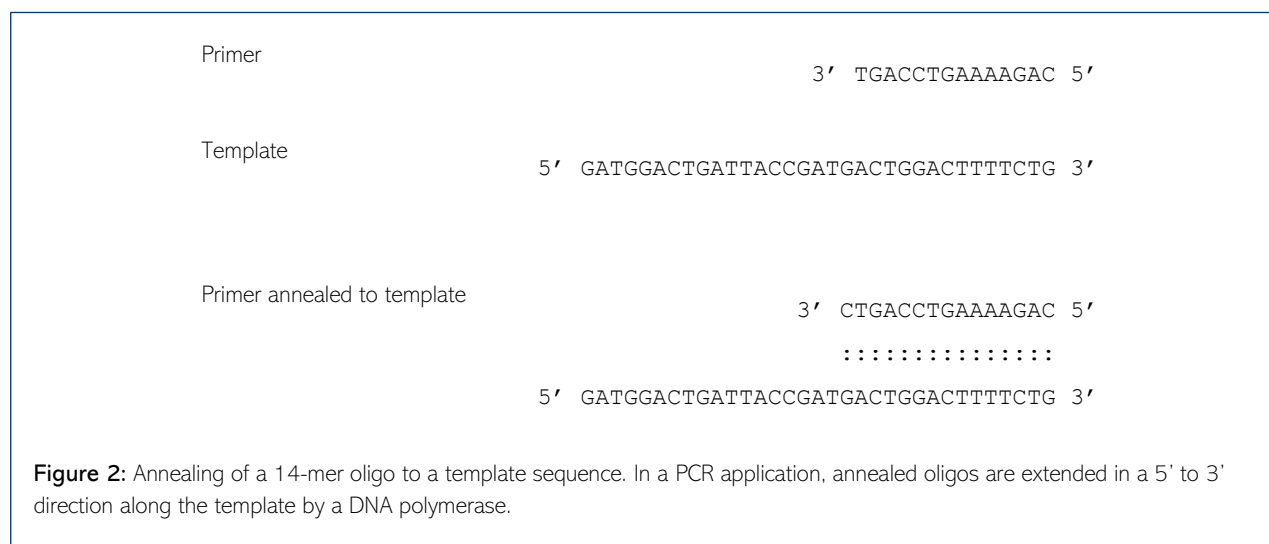 Primer
3′ TGACCTGAAAAGAC 5′
Template
5′ GATGGACTGATTACCGATGACTGGACTTTTCTG 3′
Primer annealed to template
3′ CTGACCTGAAAAGAC 5′
:::::::::::::::
5′ GATGGACTGATTACCGATGACTGGACTTTTCTG 3′
Figure 2: Annealing of a 14-mer oligo to a template sequence. In a PCR application, annealed oligos are extended in a 5' to 3'
direction along the template by a DNA polymerase.